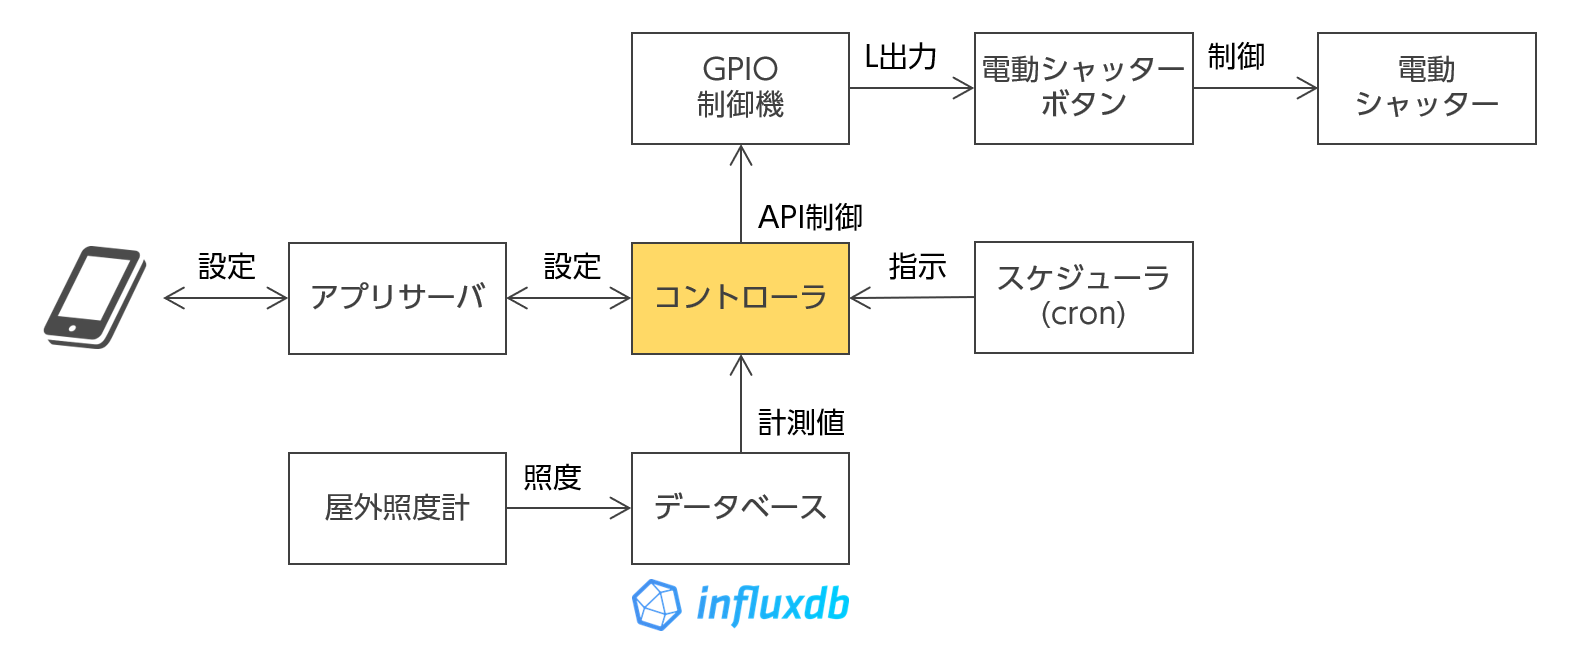 GPIO
制御機
L出力
電動シャッター
ボタン
制御
電動
シャッター
API制御
設定
アプリサーバ
設定
コントローラ
指示
スケジューラ
(cron)
計測値
屋外照度計
照度
データベース
influxdb